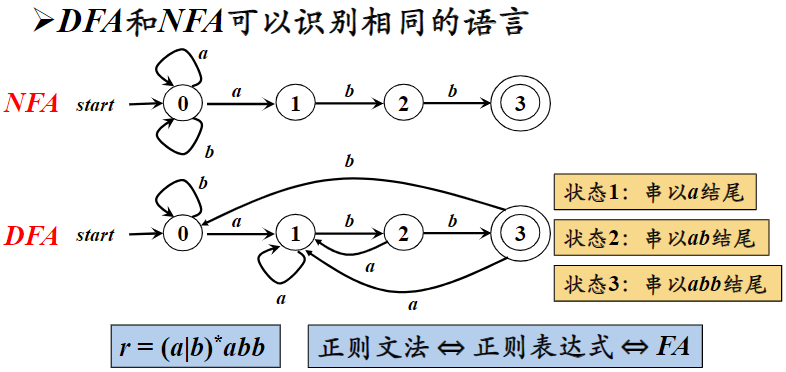 ➢DFA和NFA可以识别相同的语言
a
NFA start 0 a 1 b 2 b 3
b
b
b
状态1：串以a结尾
DFA start 0 a 1 b 2 b 3
状态2：串以ab结尾
a
状态3：串以abb结尾
a
a
r = (a|b)*abb
正则文法 ⇔ 正则表达式 ⇔ FA